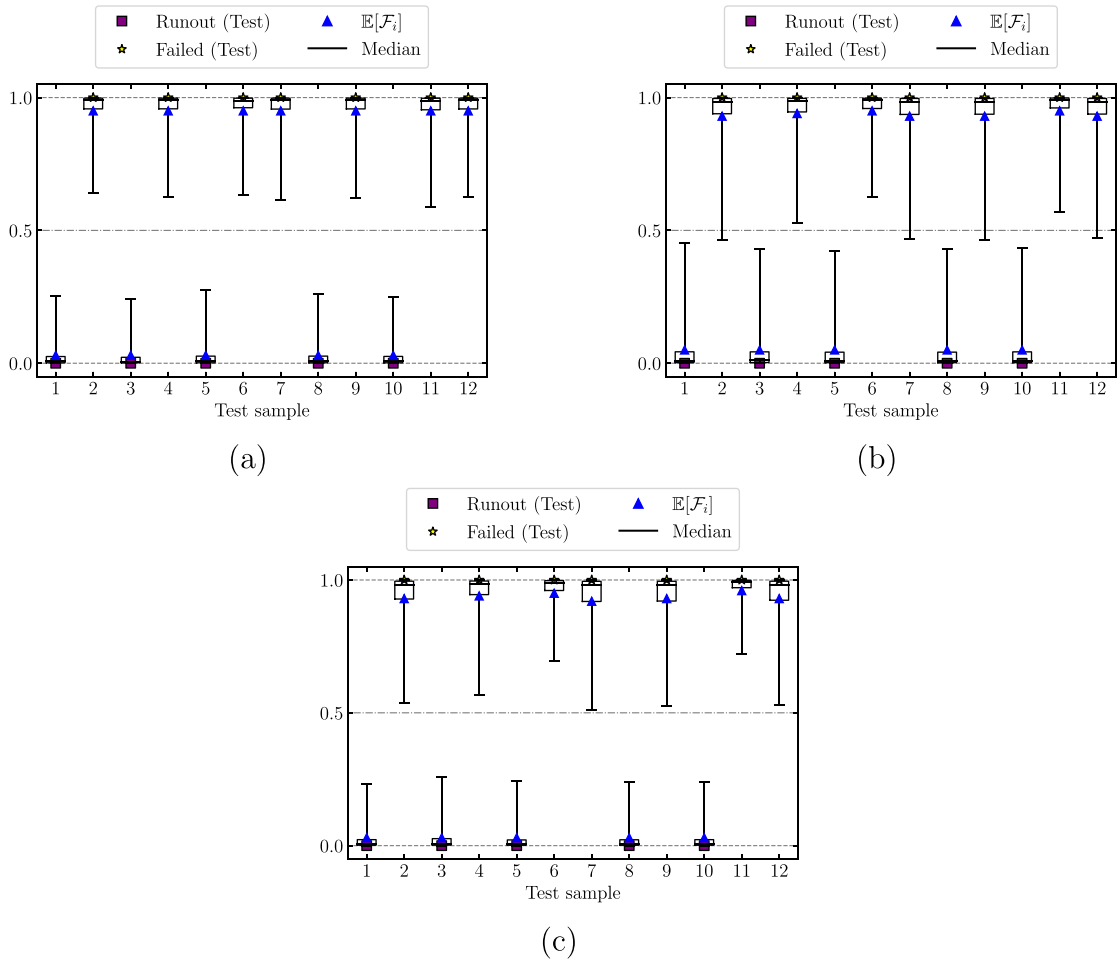 Runout (Test) 𝔼[ℱᵢ]
Failed (Test) Median
1.0
0.5
0.0
1 2 3 4 5 6 7 8 9 10 11 12
Test sample
(a)
Runout (Test) 𝔼[ℱᵢ]
Failed (Test) Median
1.0
0.5
0.0
1 2 3 4 5 6 7 8 9 10 11 12
Test sample
(b)
Runout (Test) 𝔼[ℱᵢ]
Failed (Test) Median
1.0
0.5
0.0
1 2 3 4 5 6 7 8 9 10 11 12
Test sample
(c)